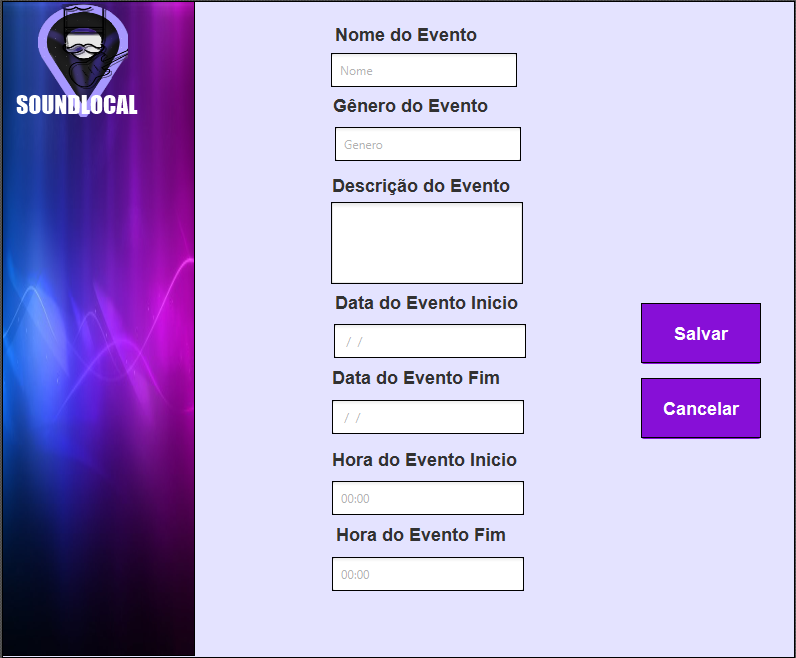 SOUNDLOCAL
Nome do Evento
Nome
Gênero do Evento
Genero
Descrição do Evento
Data do Evento Inicio
/ /
Data do Evento Fim
/ /
Hora do Evento Inicio
00:00
Hora do Evento Fim
00:00
Salvar
Cancelar